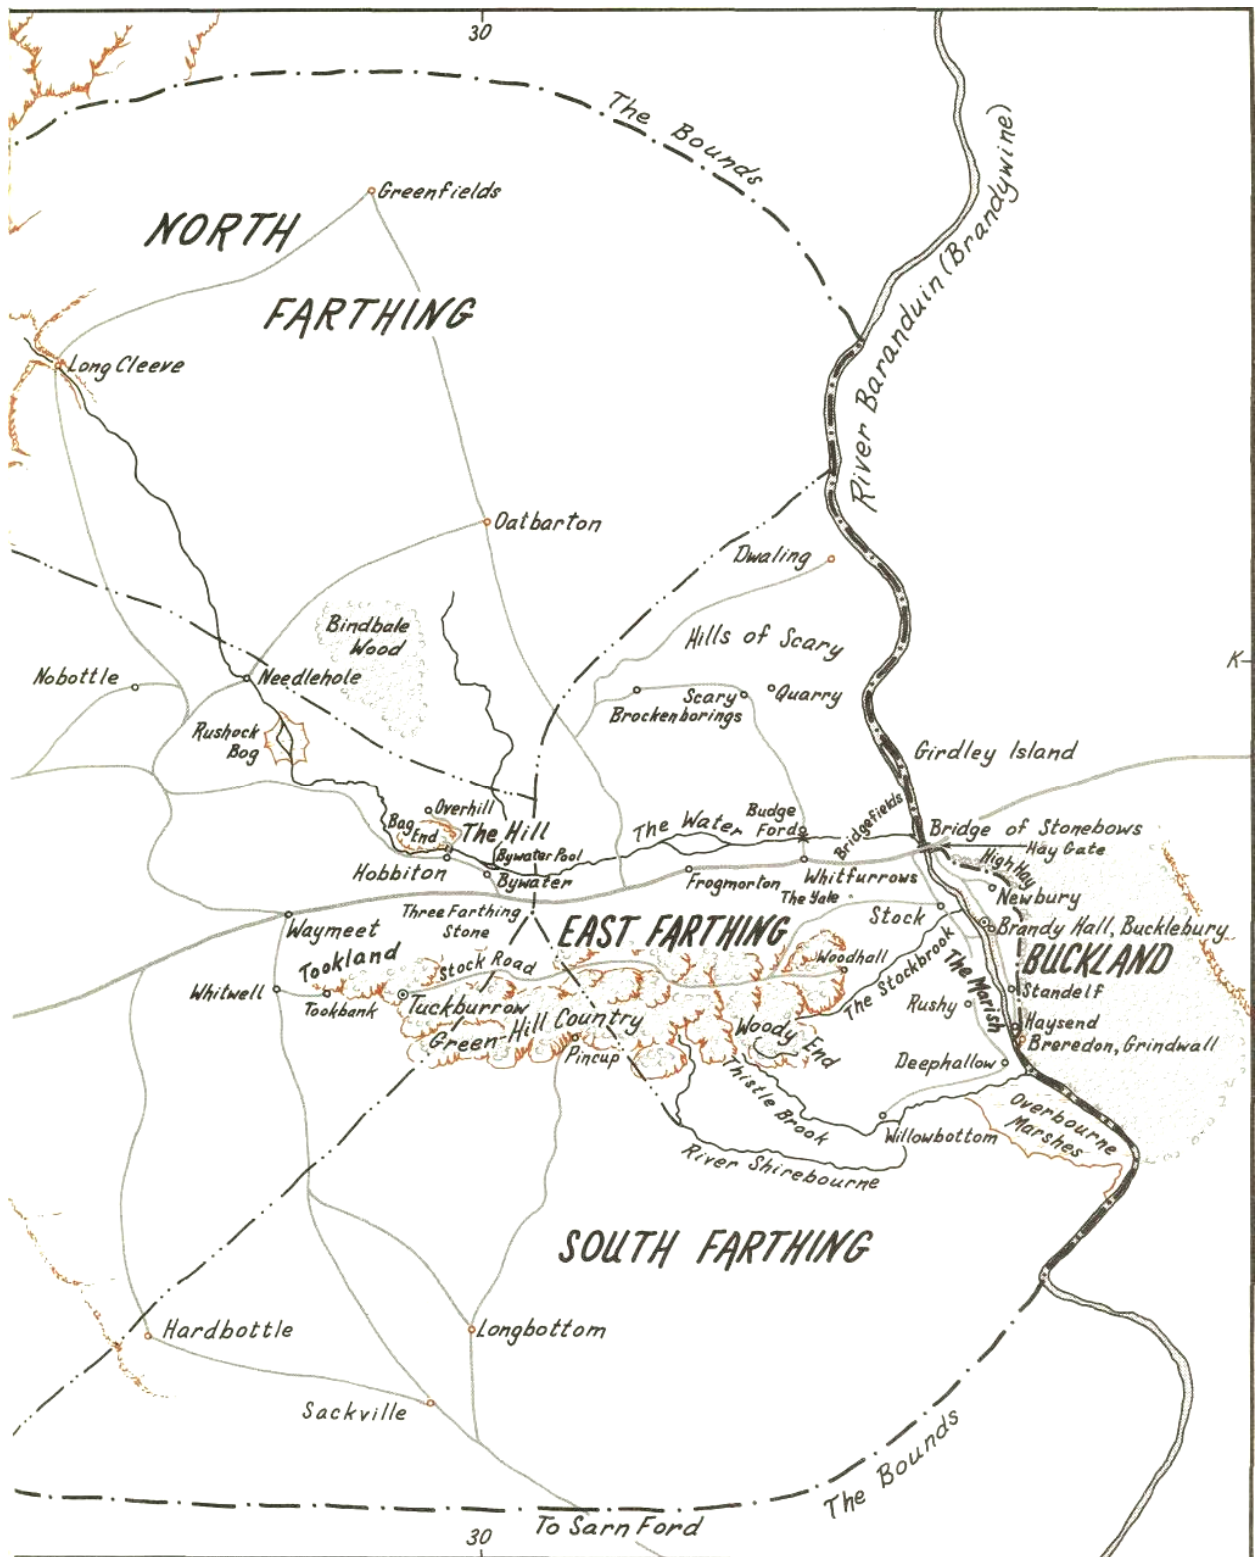 30
The Bounds
River Baranduin (Brandywine)
Greenfields
NORTH
FARTHING
Long Cleeve
Oatbarton
Dwaling
Bindbale
Wood
Hills of Scary
K
Nobottle
Needlehole
Scary
Quarry
Brockenborings
Rushock
Bog
Girdley Island
Overhill
Bag
End
The Hill
The Water
Budge
Ford
Bridgefields
Bridge of Stonebows
Hay Gate
High Hay
Hobbiton
Bywater Pool
Bywater
Frogmorton
Whitfurrows
The Yale
Newbury
Stock
Three Farthing
Stone
Waymeet
EAST FARTHING
Brandy Hall, Bucklebury
Tookland
Stock Road
Woodhall
The Stockbrook
The Marish
BUCKLAND
Whitwell
Tookbank
Tuckburrow
Rushy
Standelf
Green-Hill Country
Pincup
Woody End
Haysend
Breredon, Grindwall
Deephallow
Thistle Brook
Willowbottom
Overbourne
Marshes
River Shirebourne
SOUTH FARTHING
Hardbottle
Longbottom
Sackville
The Bounds
To Sarn Ford
30